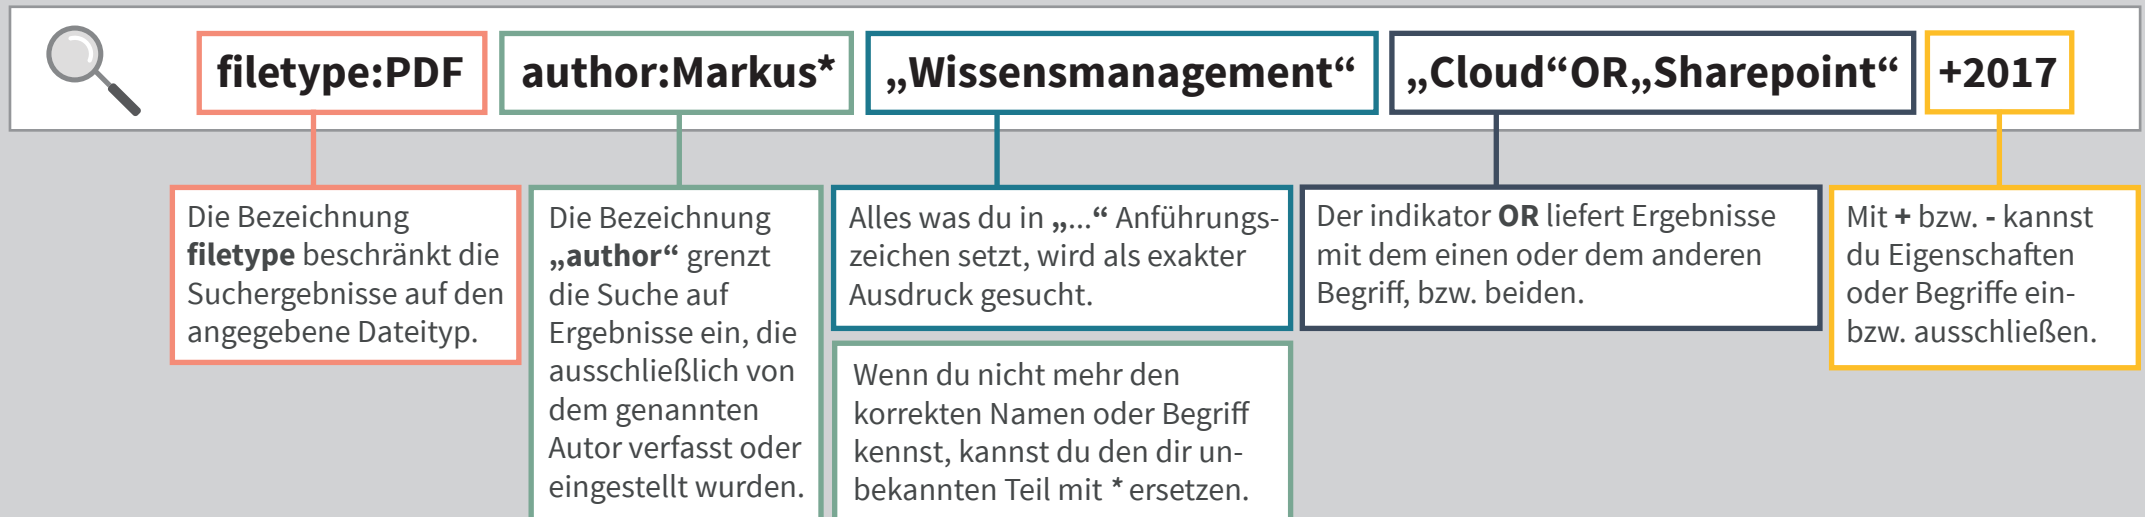 filetype:PDF author:Markus* „Wissensmanagement“ „Cloud“OR„Sharepoint“ +2017
Die Bezeichnung
filetype beschränkt die
Suchergebnisse auf den
angegebene Dateityp.
Die Bezeichnung
„author“ grenzt
die Suche auf
Ergebnisse ein, die
ausschließlich von
dem genannten
Autor verfasst oder
eingestellt wurden.
Alles was du in „...“ Anführungs-
zeichen setzt, wird als exakter
Ausdruck gesucht.
Wenn du nicht mehr den
korrekten Namen oder Begriff
kennst, kannst du den dir un-
bekannten Teil mit * ersetzen.
Der indikator OR liefert Ergebnisse
mit dem einen oder dem anderen
Begriff, bzw. beiden.
Mit + bzw. - kannst
du Eigenschaften
oder Begriffe ein-
bzw. ausschließen.